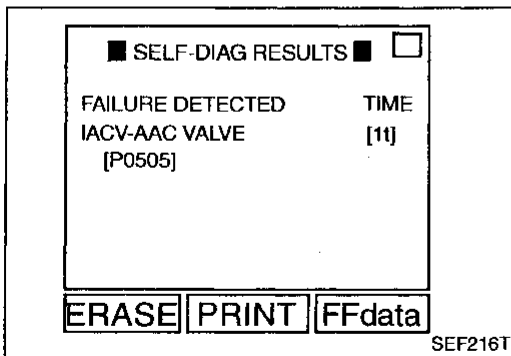 ■ SELF-DIAG RESULTS ■
FAILURE DETECTED TIME
IACV-AAC VALVE [1t]
[P0505]
ERASE PRINT FFdata
SEF216T